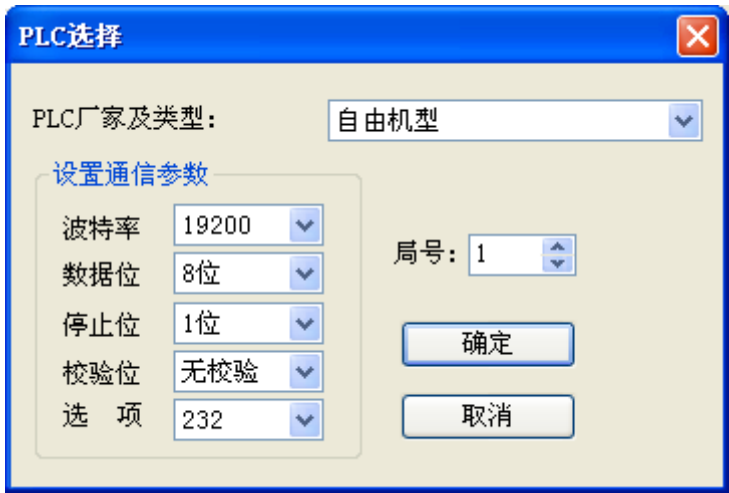 PLC选择
PLC厂家及类型: 自由机型
设置通信参数
波特率 19200
数据位 8位
停止位 1位
校验位 无校验
选 项 232
局号: 1
确定
取消